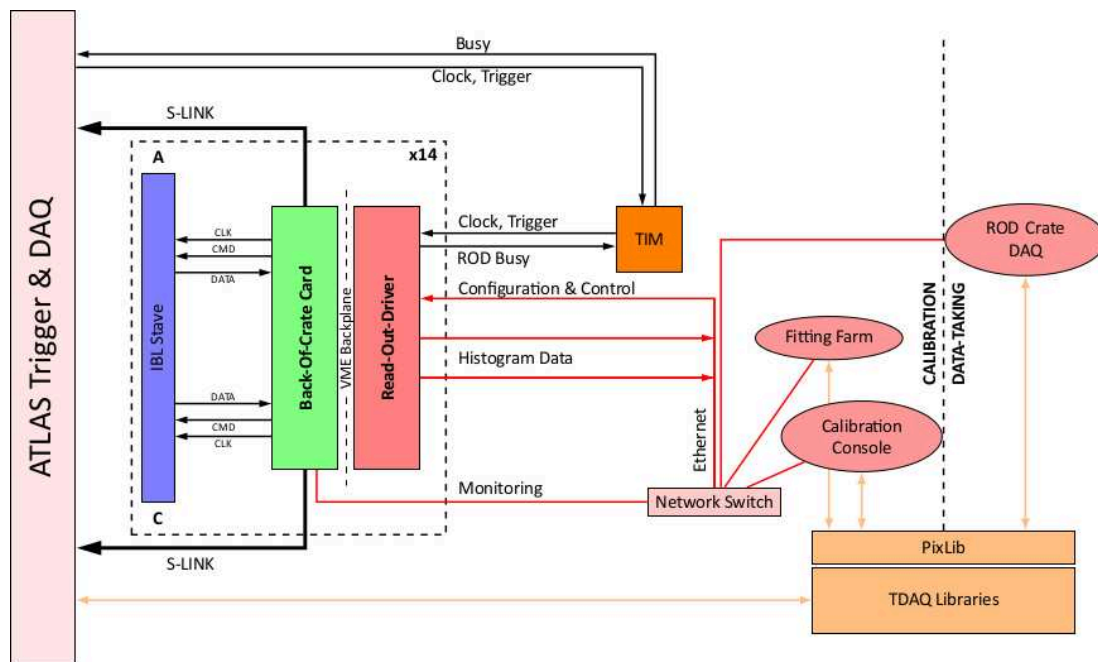 ATLAS Trigger & DAQ
Busy
Clock, Trigger
S-LINK
A
x14
IBL Stave
CLK
CMD
DATA
DATA
CMD
CLK
C
Back-Of-Crate Card
VME Backplane
Read-Out-Driver
Clock, Trigger
ROD Busy
TIM
Configuration & Control
Histogram Data
Ethernet
Monitoring
Network Switch
S-LINK
Fitting Farm
Calibration
Console
CALIBRATION
DATA-TAKING
ROD Crate
DAQ
PixLib
TDAQ Libraries